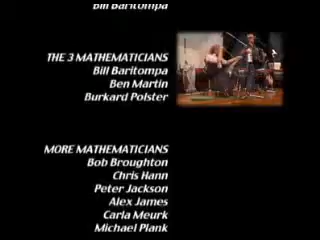 Bill Baritompa
THE 3 MATHEMATICIANS
Bill Baritompa
Ben Martin
Burkard Polster
MORE MATHEMATICIANS
Bob Broughton
Chris Hann
Peter Jackson
Alex James
Carla Meurk
Michael Plank